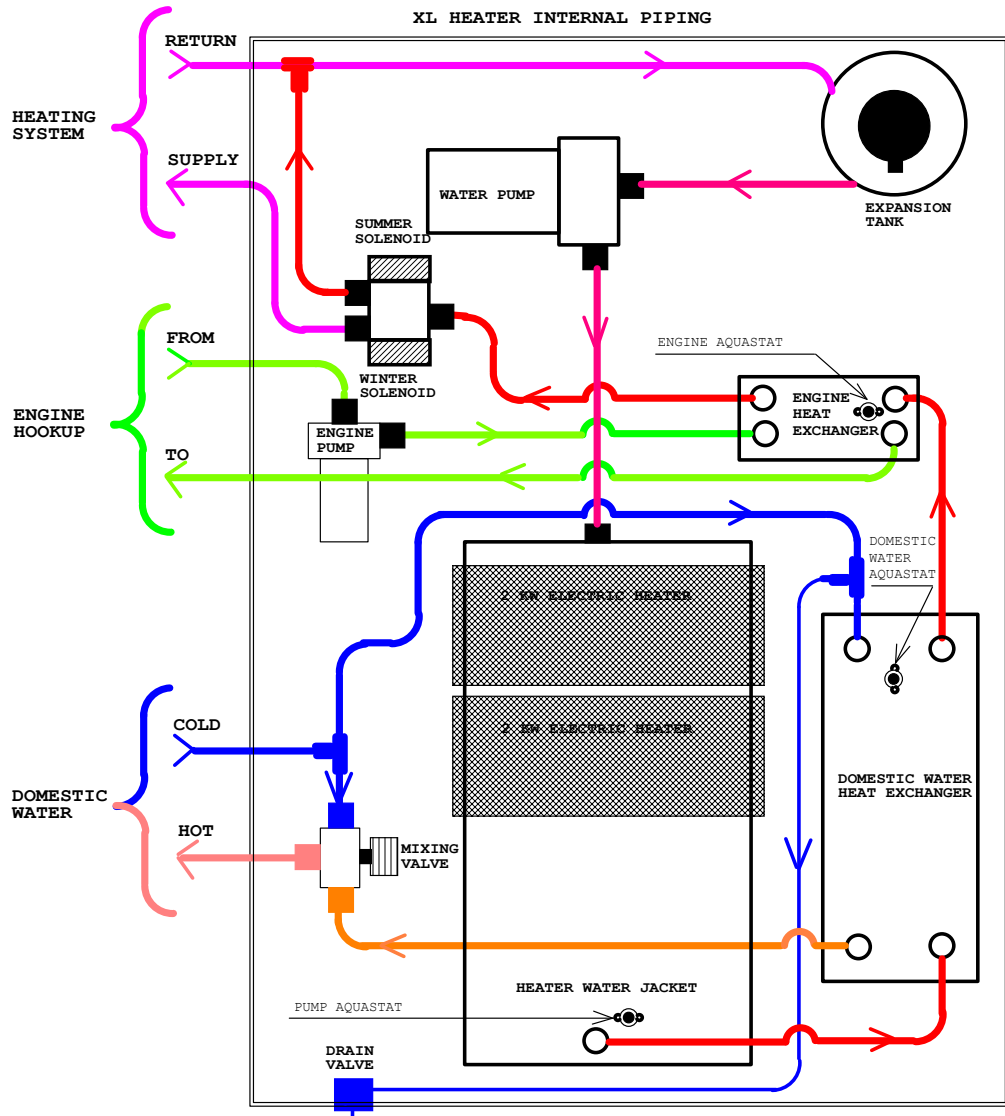 XL HEATER INTERNAL PIPING
RETURN
HEATING
SYSTEM
SUPPLY
WATER PUMP
EXPANSION
TANK
SUMMER
SOLENOID
WINTER
SOLENOID
ENGINE AQUASTAT
FROM
ENGINE
HOOKUP
TO
ENGINE
PUMP
ENGINE
HEAT
EXCHANGER
DOMESTIC
WATER
AQUASTAT
2 KW ELECTRIC HEATER
2 KW ELECTRIC HEATER
COLD
DOMESTIC
WATER
HOT
MIXING
VALVE
DOMESTIC WATER
HEAT EXCHANGER
HEATER WATER JACKET
PUMP AQUASTAT
DRAIN
VALVE